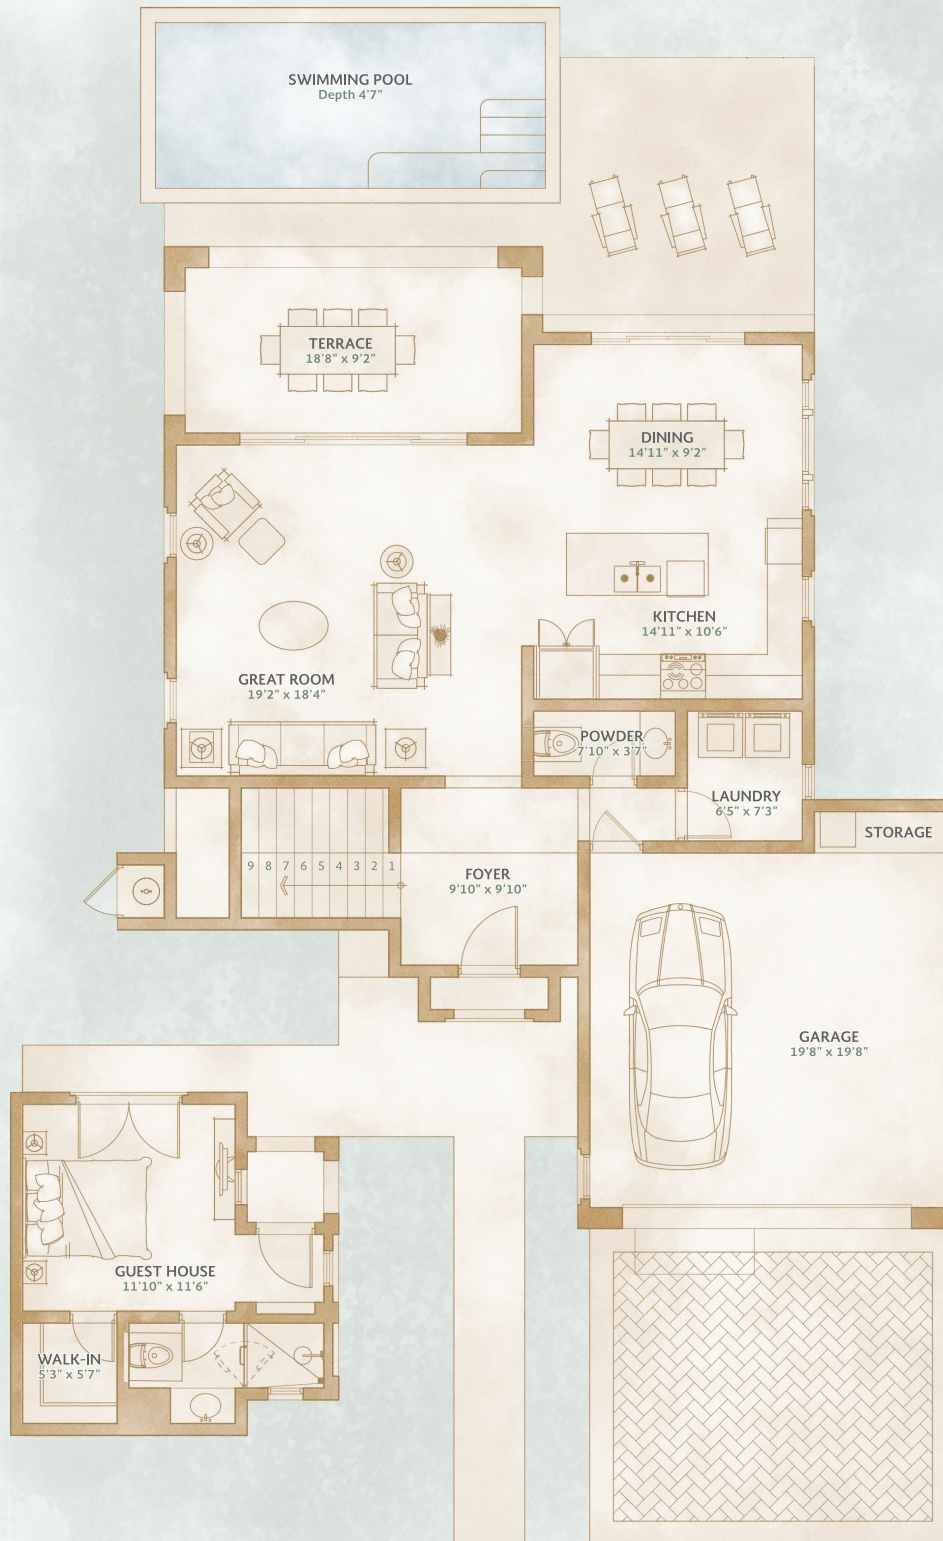 SWIMMING POOL
Depth 4'7"
TERRACE
18'8" x 9'2"
DINING
14'11" x 9'2"
KITCHEN
14'11" x 10'6"
GREAT ROOM
19'2" x 18'4"
POWDER
7'10" x 3'7"
LAUNDRY
6'5" x 7'3"
STORAGE
9 8 7 6 5 4 3 2 1
FOYER
9'10" x 9'10"
GARAGE
19'8" x 19'8"
GUEST HOUSE
11'10" x 11'6"
WALK-IN
5'3" x 5'7"